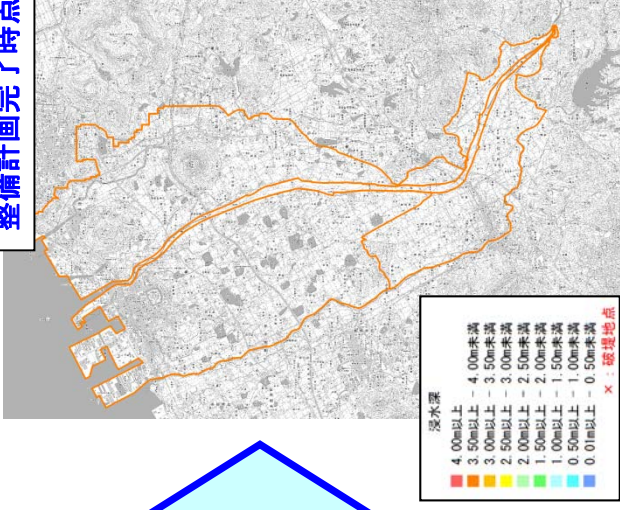 整備計画完了時点
浸水深
4.00m以上
3.50m以上 - 4.00m未満
3.00m以上 - 3.50m未満
2.50m以上 - 3.00m未満
2.00m以上 - 2.50m未満
1.50m以上 - 2.00m未満
1.00m以上 - 1.50m未満
0.50m以上 - 1.00m未満
0.01m以上 - 0.50m未満
×：破堤地点